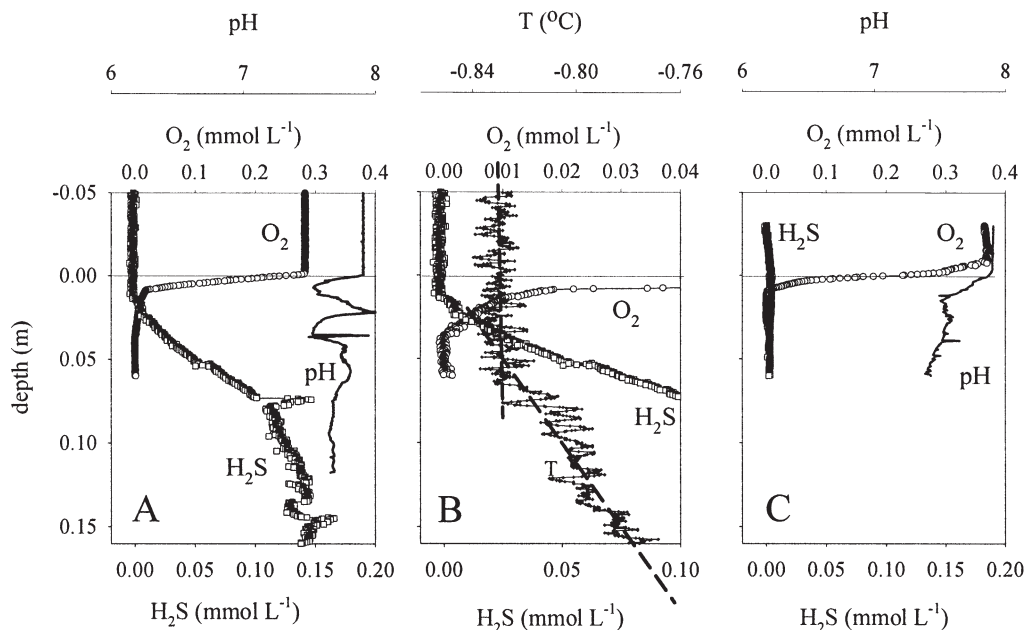 pH T (°C) pH
6 7 8 -0.84 -0.80 -0.76 6 7 8
O₂ (mmol L⁻¹) O₂ (mmol L⁻¹) O₂ (mmol L⁻¹)
0.0 0.1 0.2 0.3 0.4 0.00 0.01 0.02 0.03 0.04 0.0 0.1 0.2 0.3 0.4
-0.05
O₂ H₂S O₂
0.00
O₂
depth (m)
0.05
pH pH
H₂S
0.10
H₂S T
A B C
0.15
0.00 0.05 0.10 0.15 0.20 0.00 0.05 0.10 0.00 0.05 0.10 0.15 0.20
H₂S (mmol L⁻¹) H₂S (mmol L⁻¹) H₂S (mmol L⁻¹)